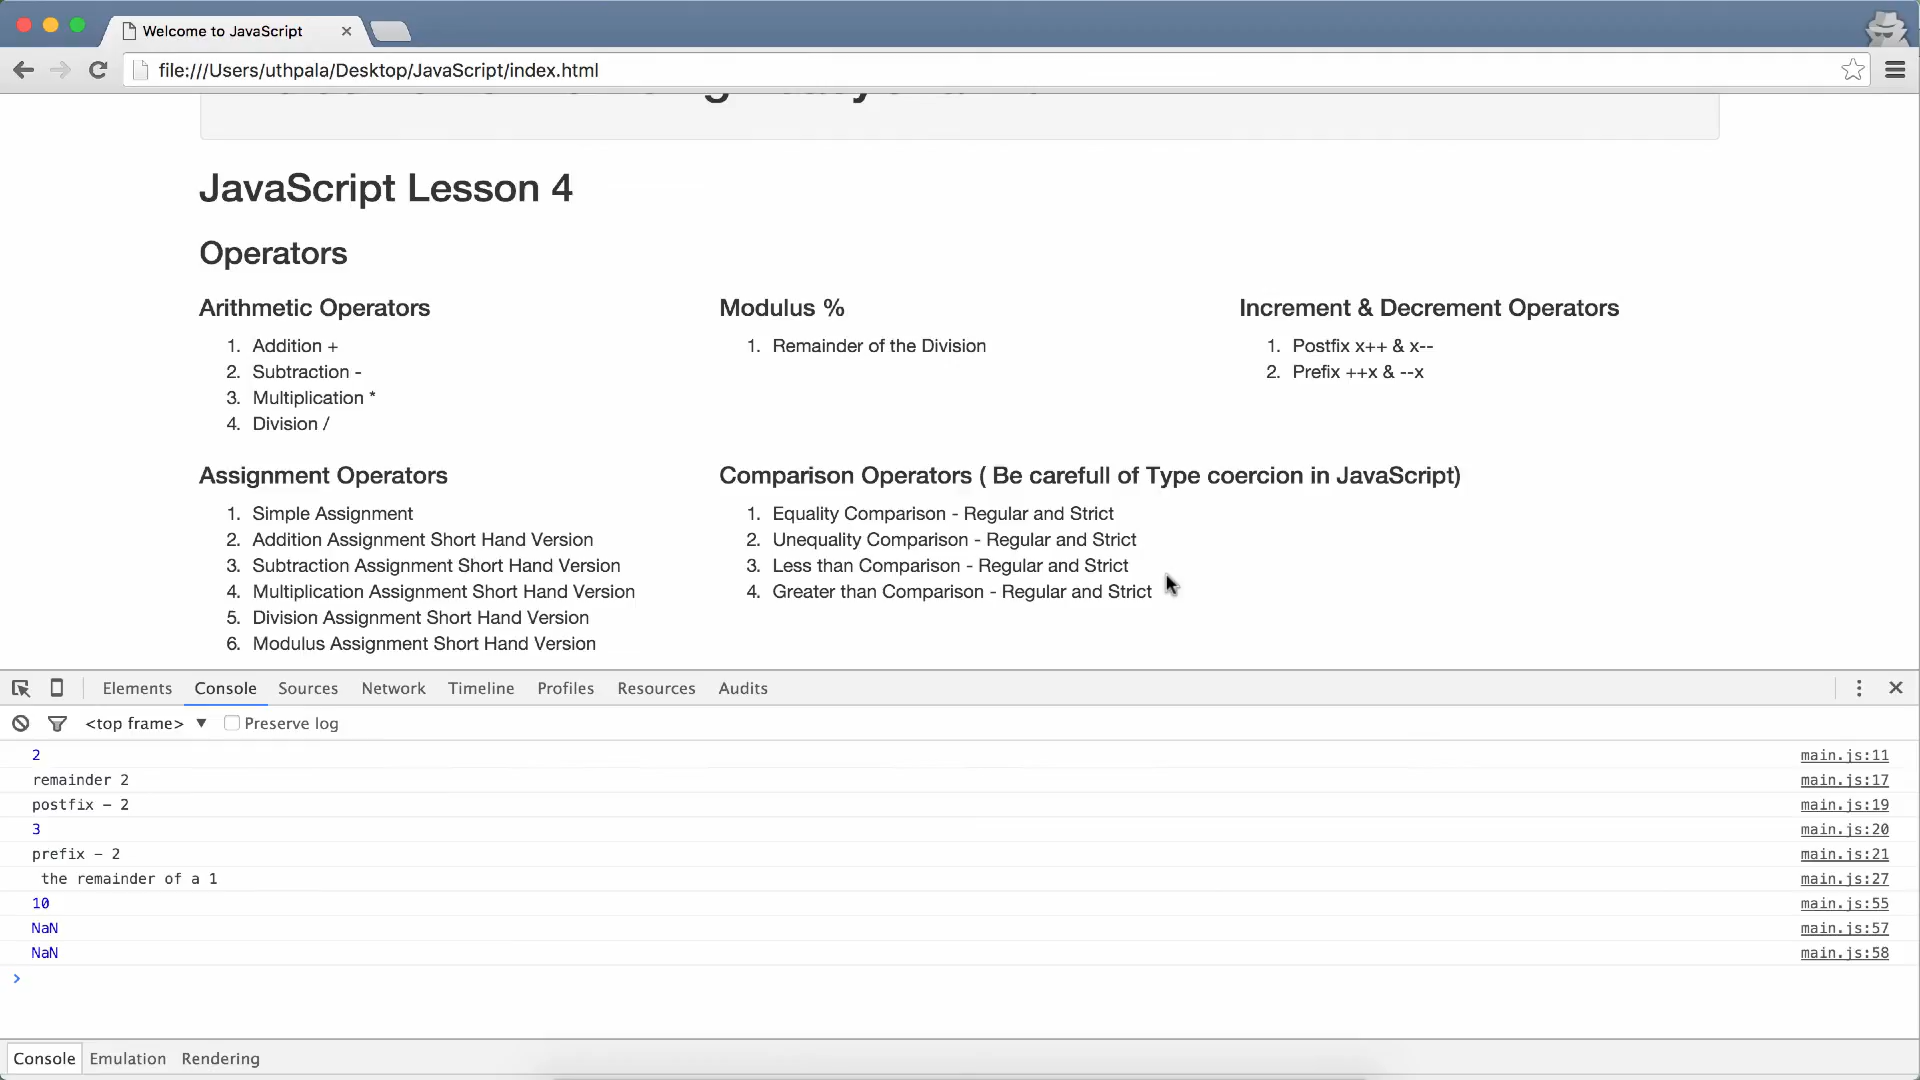 Welcome to JavaScript
file:///Users/uthpala/Desktop/JavaScript/index.html
JavaScript Lesson 4
Operators
Arithmetic Operators
1. Addition +
2. Subtraction -
3. Multiplication *
4. Division /
Modulus %
1. Remainder of the Division
Increment & Decrement Operators
1. Postfix x++ & x--
2. Prefix ++x & --x
Assignment Operators
1. Simple Assignment
2. Addition Assignment Short Hand Version
3. Subtraction Assignment Short Hand Version
4. Multiplication Assignment Short Hand Version
5. Division Assignment Short Hand Version
6. Modulus Assignment Short Hand Version
Comparison Operators ( Be carefull of Type coercion in JavaScript)
1. Equality Comparison - Regular and Strict
2. Unequality Comparison - Regular and Strict
3. Less than Comparison - Regular and Strict
4. Greater than Comparison - Regular and Strict
Elements Console Sources Network Timeline Profiles Resources Audits
<top frame> Preserve log
2 main.js:11
remainder 2 main.js:17
postfix - 2 main.js:19
3 main.js:20
prefix - 2 main.js:21
the remainder of a 1 main.js:27
10 main.js:55
NaN main.js:57
NaN main.js:58
Console Emulation Rendering